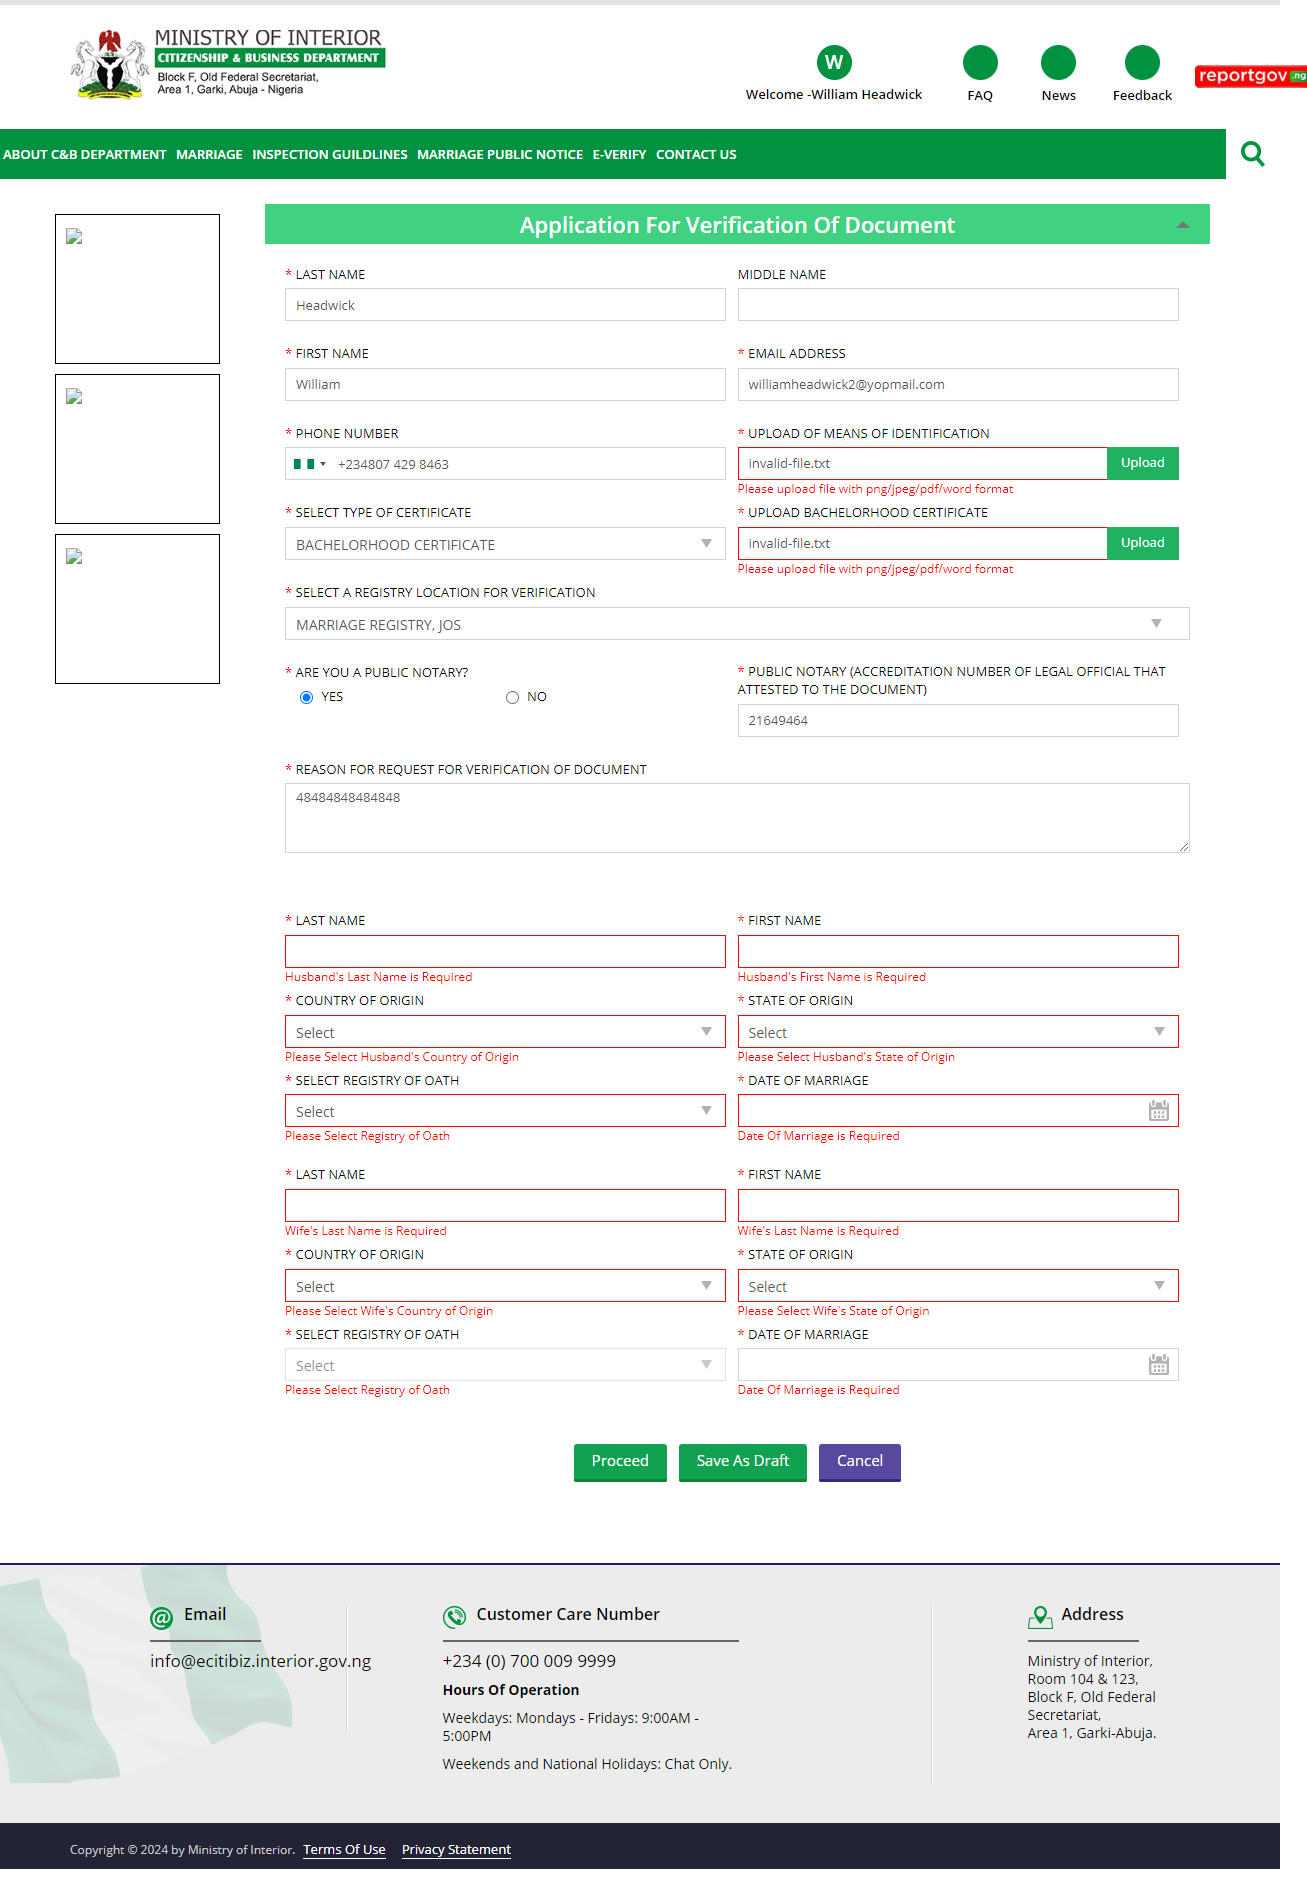 MINISTRY OF INTERIOR
CITIZENSHIP & BUSINESS DEPARTMENT
Block F, Old Federal Secretariat,
Area 1, Garki, Abuja - Nigeria
W
Welcome -William Headwick
FAQ
News
Feedback
reportgov.ng
ABOUT C&B DEPARTMENT MARRIAGE INSPECTION GUILDLINES MARRIAGE PUBLIC NOTICE E-VERIFY CONTACT US
Application For Verification Of Document
* LAST NAME
Headwick
MIDDLE NAME
* FIRST NAME
William
* EMAIL ADDRESS
williamheadwick2@yopmail.com
* PHONE NUMBER
+234807 429 8463
* UPLOAD OF MEANS OF IDENTIFICATION
invalid-file.txt
Upload
Please upload file with png/jpeg/pdf/word format
* SELECT TYPE OF CERTIFICATE
BACHELORHOOD CERTIFICATE
* UPLOAD BACHELORHOOD CERTIFICATE
invalid-file.txt
Upload
Please upload file with png/jpeg/pdf/word format
* SELECT A REGISTRY LOCATION FOR VERIFICATION
MARRIAGE REGISTRY, JOS
* ARE YOU A PUBLIC NOTARY?
YES
NO
* PUBLIC NOTARY (ACCREDITATION NUMBER OF LEGAL OFFICIAL THAT
ATTESTED TO THE DOCUMENT)
21649464
* REASON FOR REQUEST FOR VERIFICATION OF DOCUMENT
48484848484848
* LAST NAME
Husband's Last Name is Required
* FIRST NAME
Husband's First Name is Required
* COUNTRY OF ORIGIN
Select
Please Select Husband's Country of Origin
* STATE OF ORIGIN
Select
Please Select Husband's State of Origin
* SELECT REGISTRY OF OATH
Select
Please Select Registry of Oath
* DATE OF MARRIAGE
Date Of Marriage is Required
* LAST NAME
Wife's Last Name is Required
* FIRST NAME
Wife's Last Name is Required
* COUNTRY OF ORIGIN
Select
Please Select Wife's Country of Origin
* STATE OF ORIGIN
Select
Please Select Wife's State of Origin
* SELECT REGISTRY OF OATH
Select
Please Select Registry of Oath
* DATE OF MARRIAGE
Date Of Marriage is Required
Proceed
Save As Draft
Cancel
Email
info@ecitibiz.interior.gov.ng
Customer Care Number
+234 (0) 700 009 9999
Hours Of Operation
Weekdays: Mondays - Fridays: 9:00AM -
5:00PM
Weekends and National Holidays: Chat Only.
Address
Ministry of Interior,
Room 104 & 123,
Block F, Old Federal
Secretariat,
Area 1, Garki-Abuja.
Copyright © 2024 by Ministry of Interior. Terms Of Use Privacy Statement